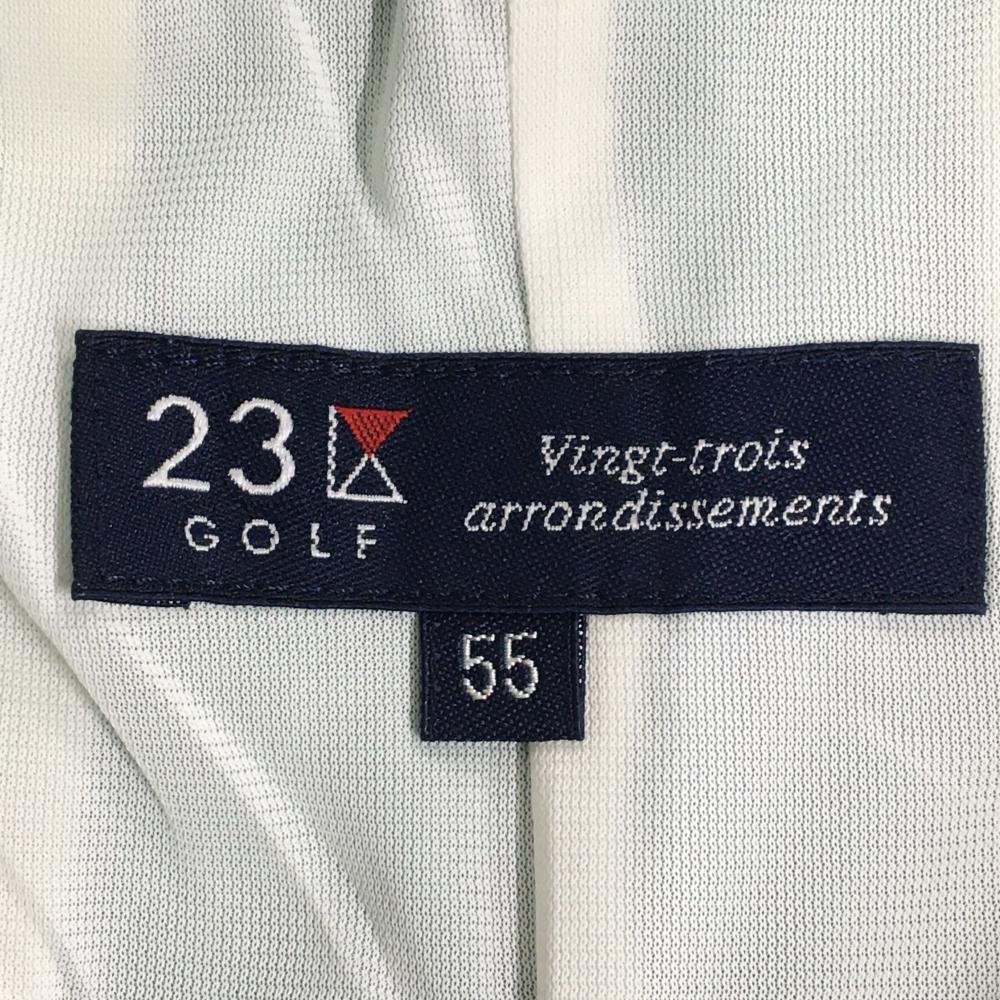 23
GOLF
Vingt-trois
arrondissements
55